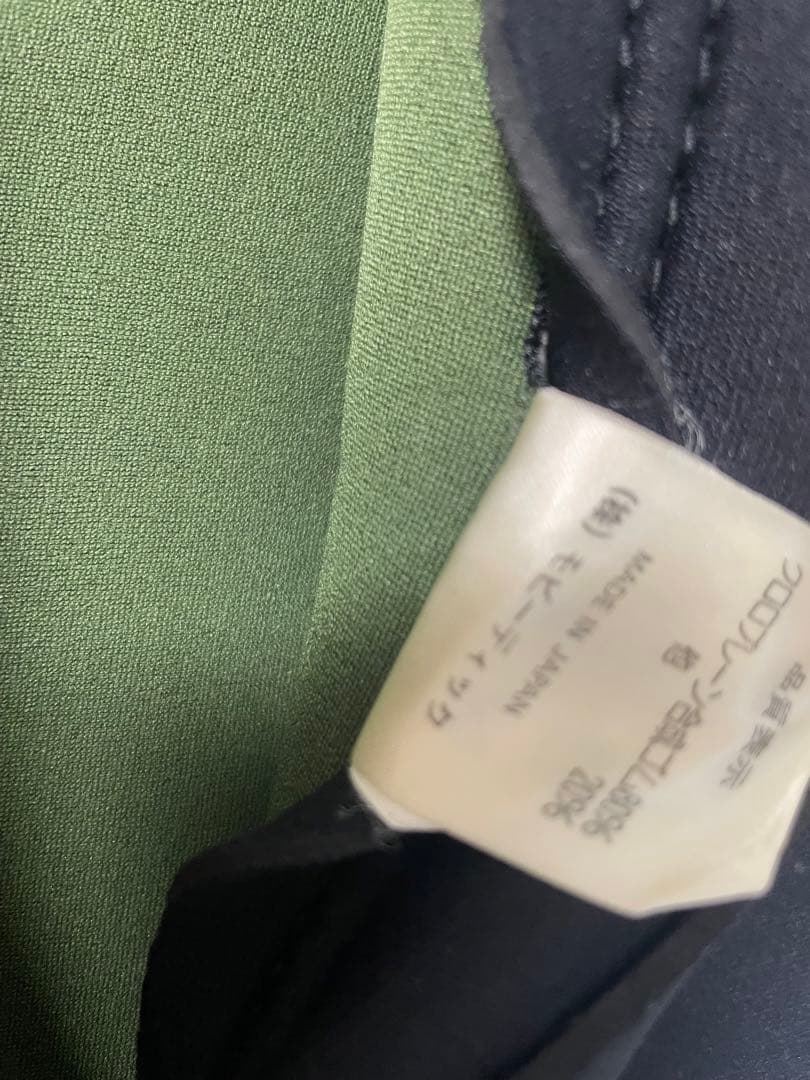 品質表示
クロロプレーン合成ゴム80%
20%
MADE IN JAPAN
(株)モビーディック